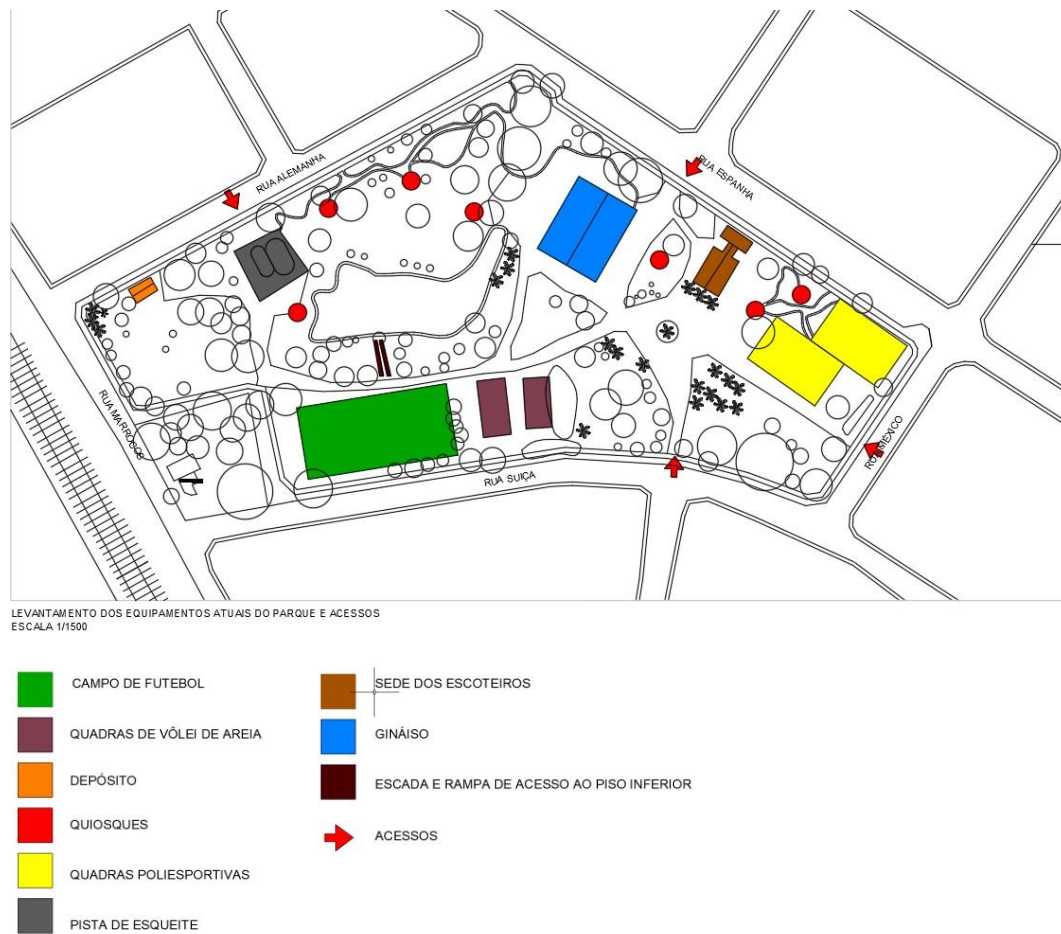 RUA ALEMANHA
RUA ESPANHA
RUA MARROCOS
RUA MÉXICO
RUA SUIÇA
LEVANTAMENTO DOS EQUIPAMENTOS ATUAIS DO PARQUE E ACESSOS
ESCALA 1/1500
CAMPO DE FUTEBOL
SEDE DOS ESCOTEIROS
QUADRAS DE VÔLEI DE AREIA
GINÁISO
DEPÓSITO
ESCADA E RAMPA DE ACESSO AO PISO INFERIOR
QUIOSQUES
ACESSOS
QUADRAS POLIESPORTIVAS
PISTA DE ESQUEITE